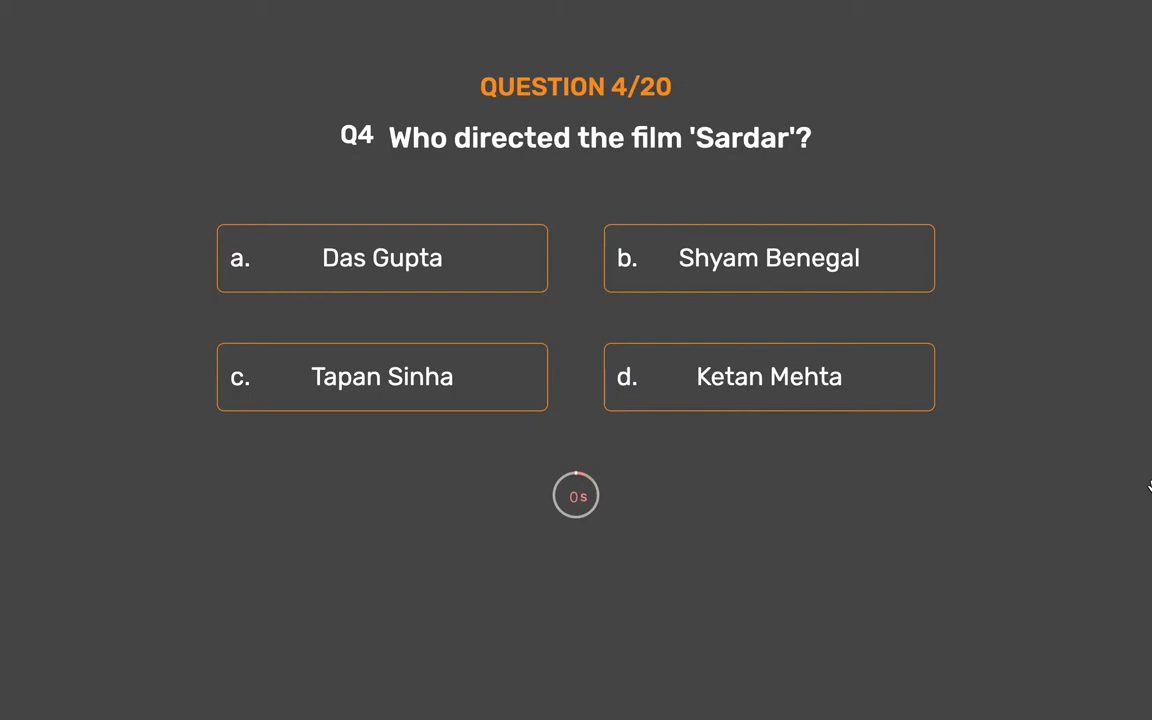 QUESTION 4/20
Q4 Who directed the film 'Sardar'?
a. Das Gupta
b. Shyam Benegal
c. Tapan Sinha
d. Ketan Mehta
0s